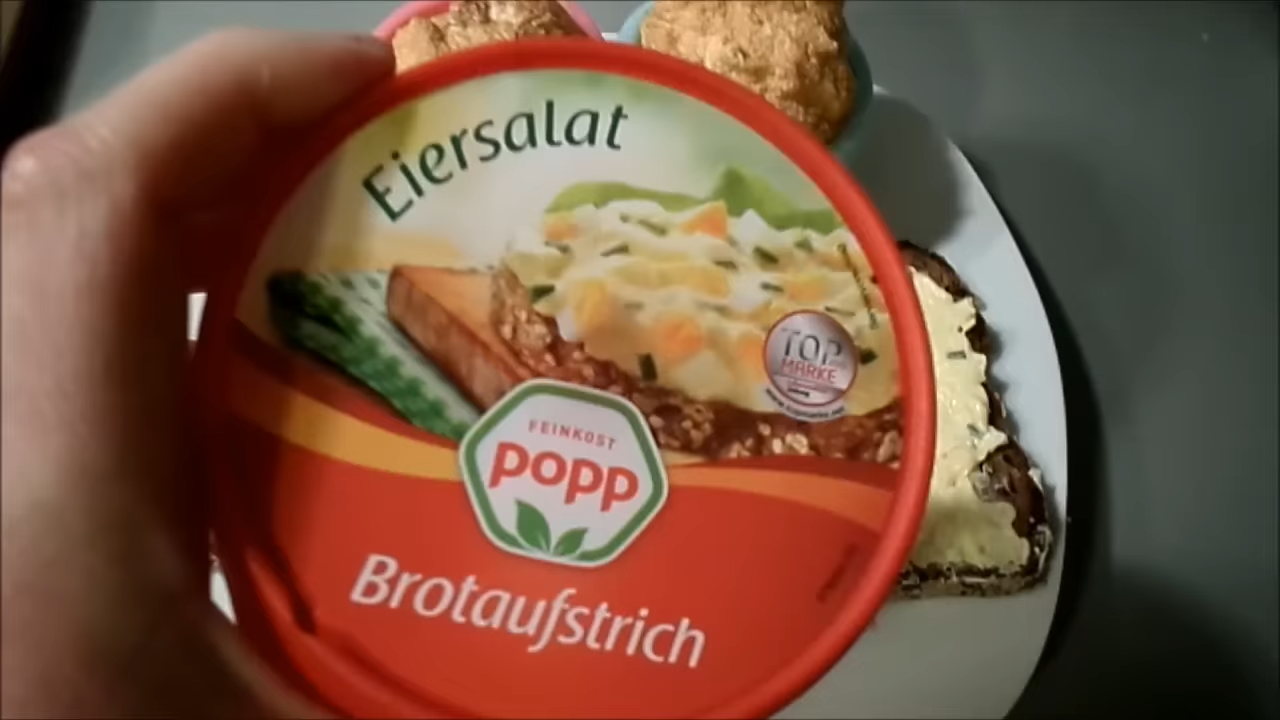 Eiersalat
TOP
MARKE
FEINKOST
popp
Brotaufstrich